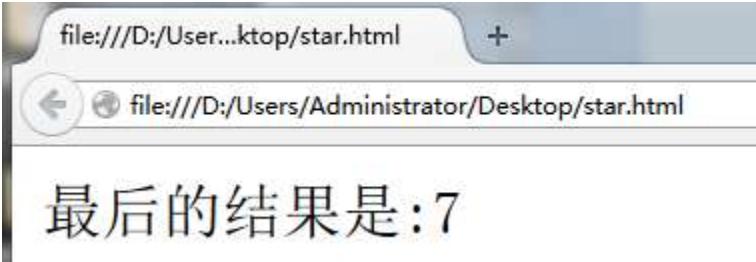 file:///D:/User...ktop/star.html
file:///D:/Users/Administrator/Desktop/star.html
最后的结果是:7